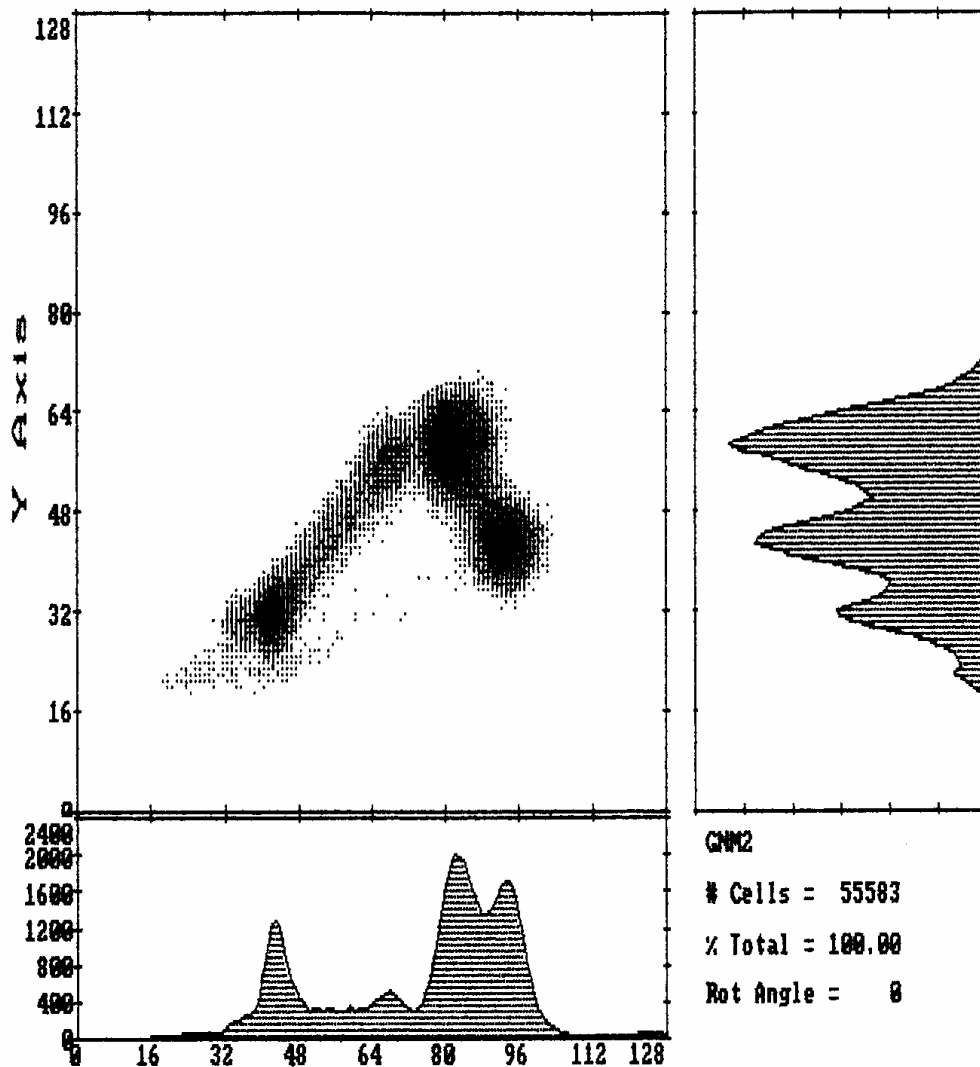 128
112
96
80
64
48
32
16
0
Y Axis
2400
2000
1600
1200
800
400
0
0 16 32 48 64 80 96 112 128
GNM2
# Cells = 55583
% Total = 100.00
Rot Angle = 0